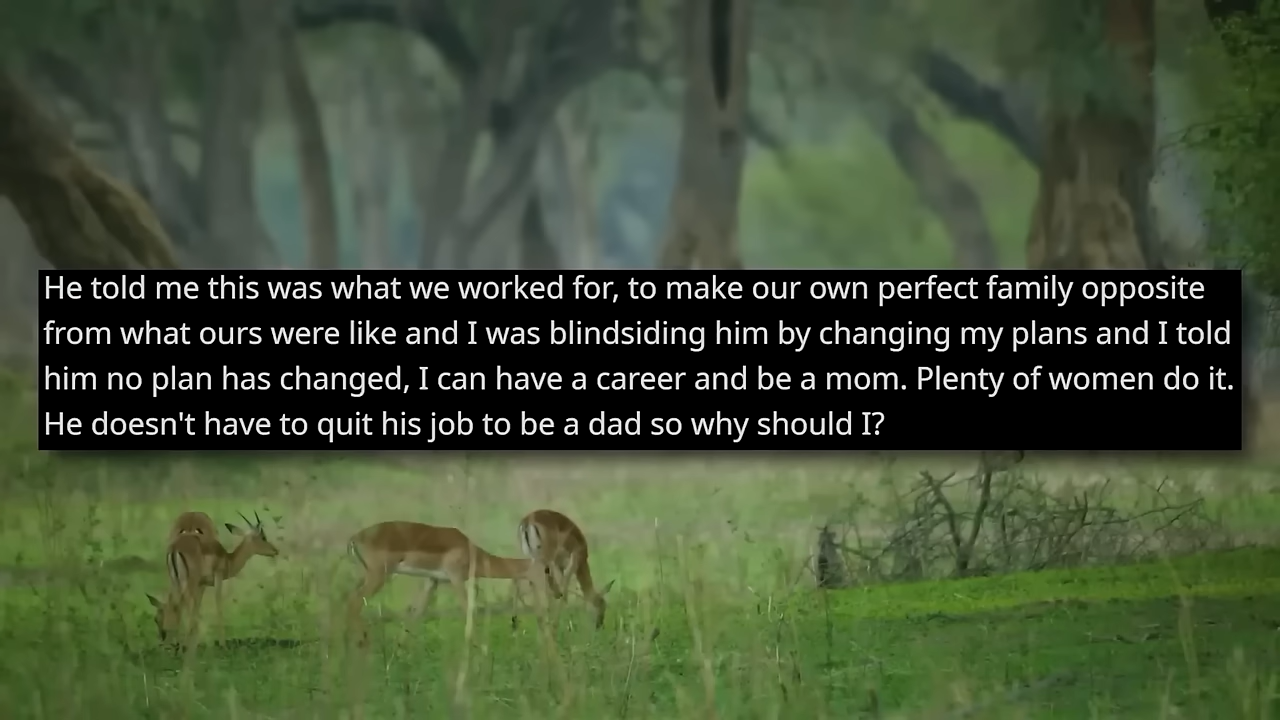 He told me this was what we worked for, to make our own perfect family opposite
from what ours were like and I was blindsiding him by changing my plans and I told
him no plan has changed, I can have a career and be a mom. Plenty of women do it.
He doesn't have to quit his job to be a dad so why should I?